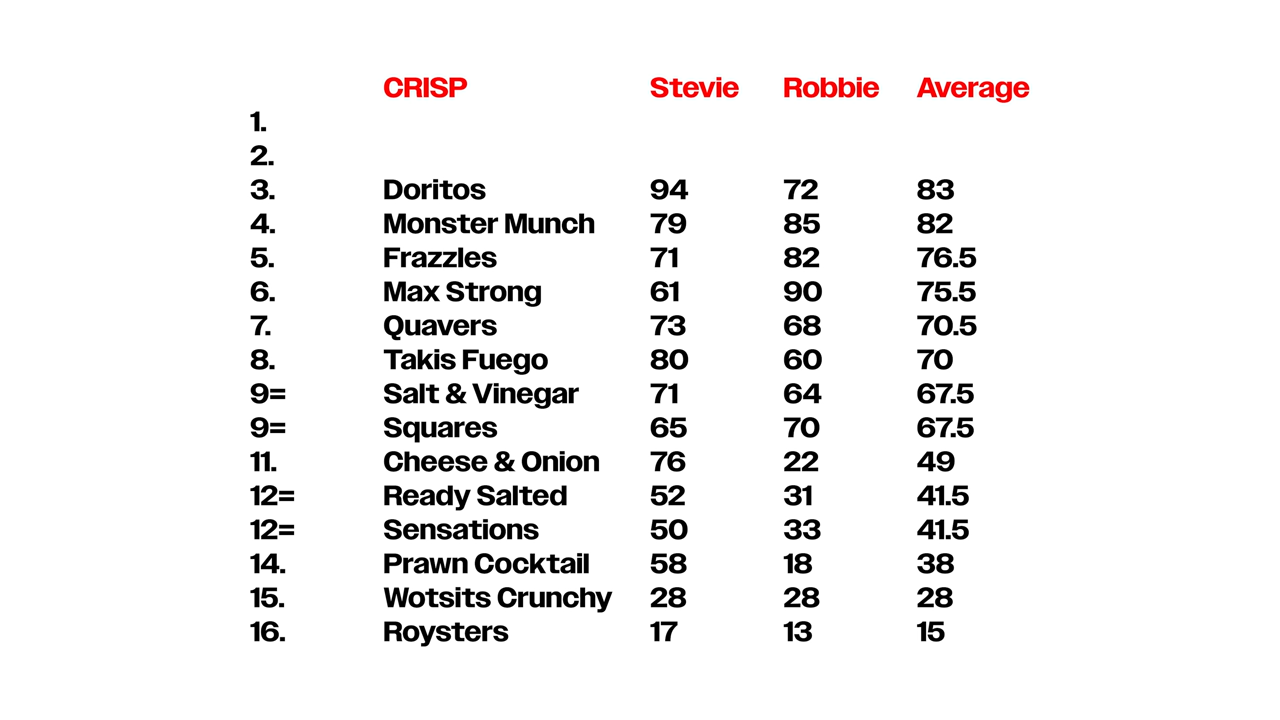 CRISP Stevie Robbie Average
1.
2.
3. Doritos 94 72 83
4. Monster Munch 79 85 82
5. Frazzles 71 82 76.5
6. Max Strong 61 90 75.5
7. Quavers 73 68 70.5
8. Takis Fuego 80 60 70
9= Salt & Vinegar 71 64 67.5
9= Squares 65 70 67.5
11. Cheese & Onion 76 22 49
12= Ready Salted 52 31 41.5
12= Sensations 50 33 41.5
14. Prawn Cocktail 58 18 38
15. Wotsits Crunchy 28 28 28
16. Roysters 17 13 15